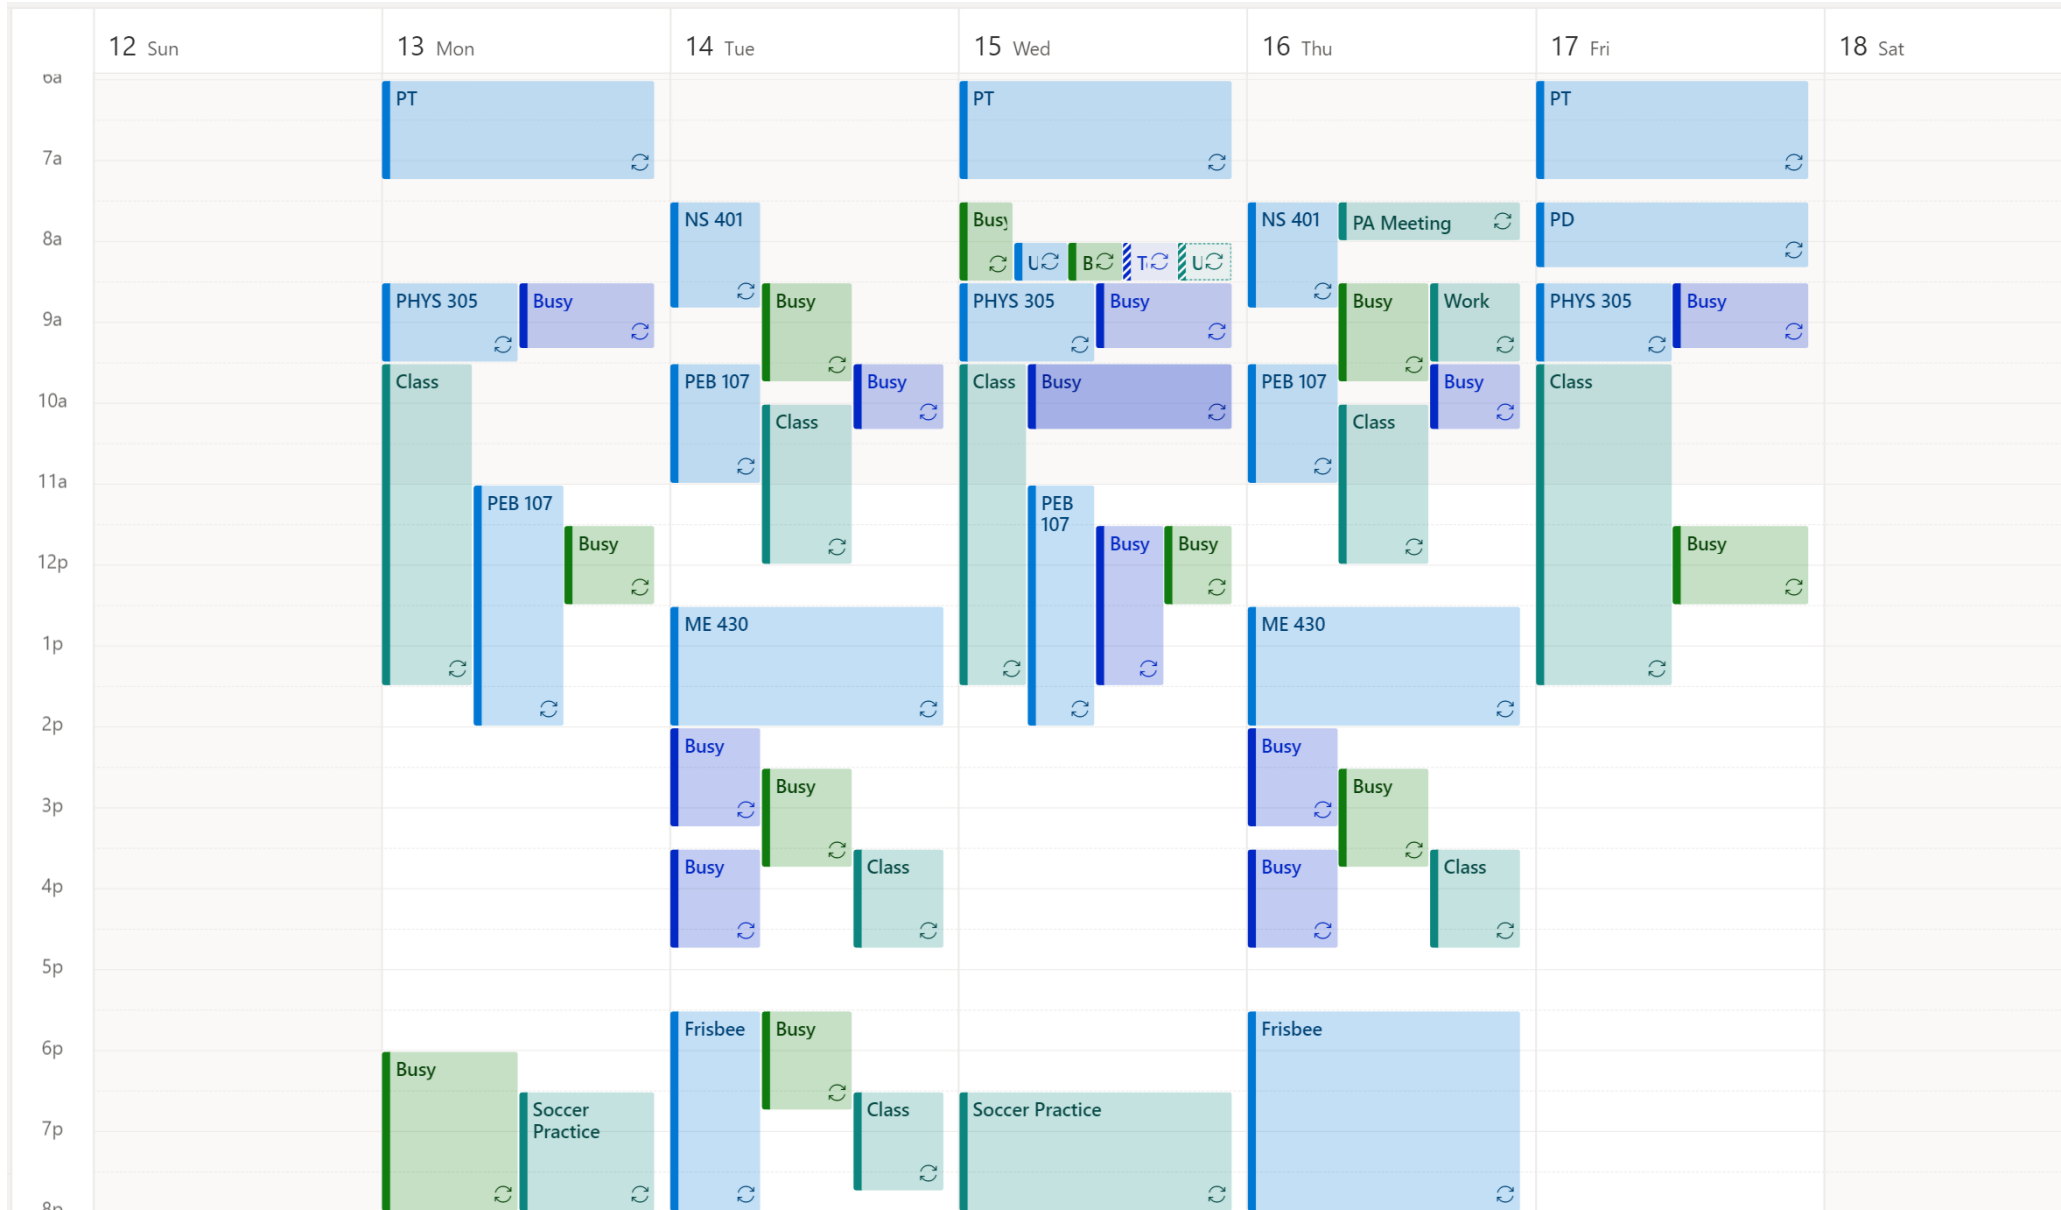 12 Sun
13 Mon
14 Tue
15 Wed
16 Thu
17 Fri
18 Sat
6a
7a
8a
9a
10a
11a
12p
1p
2p
3p
4p
5p
6p
7p
8p
PT
PHYS 305
Busy
Class
PEB 107
Busy
Busy
Soccer
Practice
NS 401
Busy
PEB 107
Busy
Class
ME 430
Busy
Busy
Busy
Class
Frisbee
Busy
Class
PT
Busy
U
B
T
U
PHYS 305
Busy
Class
Busy
PEB
107
Busy
Busy
Soccer Practice
NS 401
PA Meeting
Busy
Work
PEB 107
Busy
Class
ME 430
Busy
Busy
Busy
Class
Frisbee
PT
PD
PHYS 305
Busy
Class
Busy